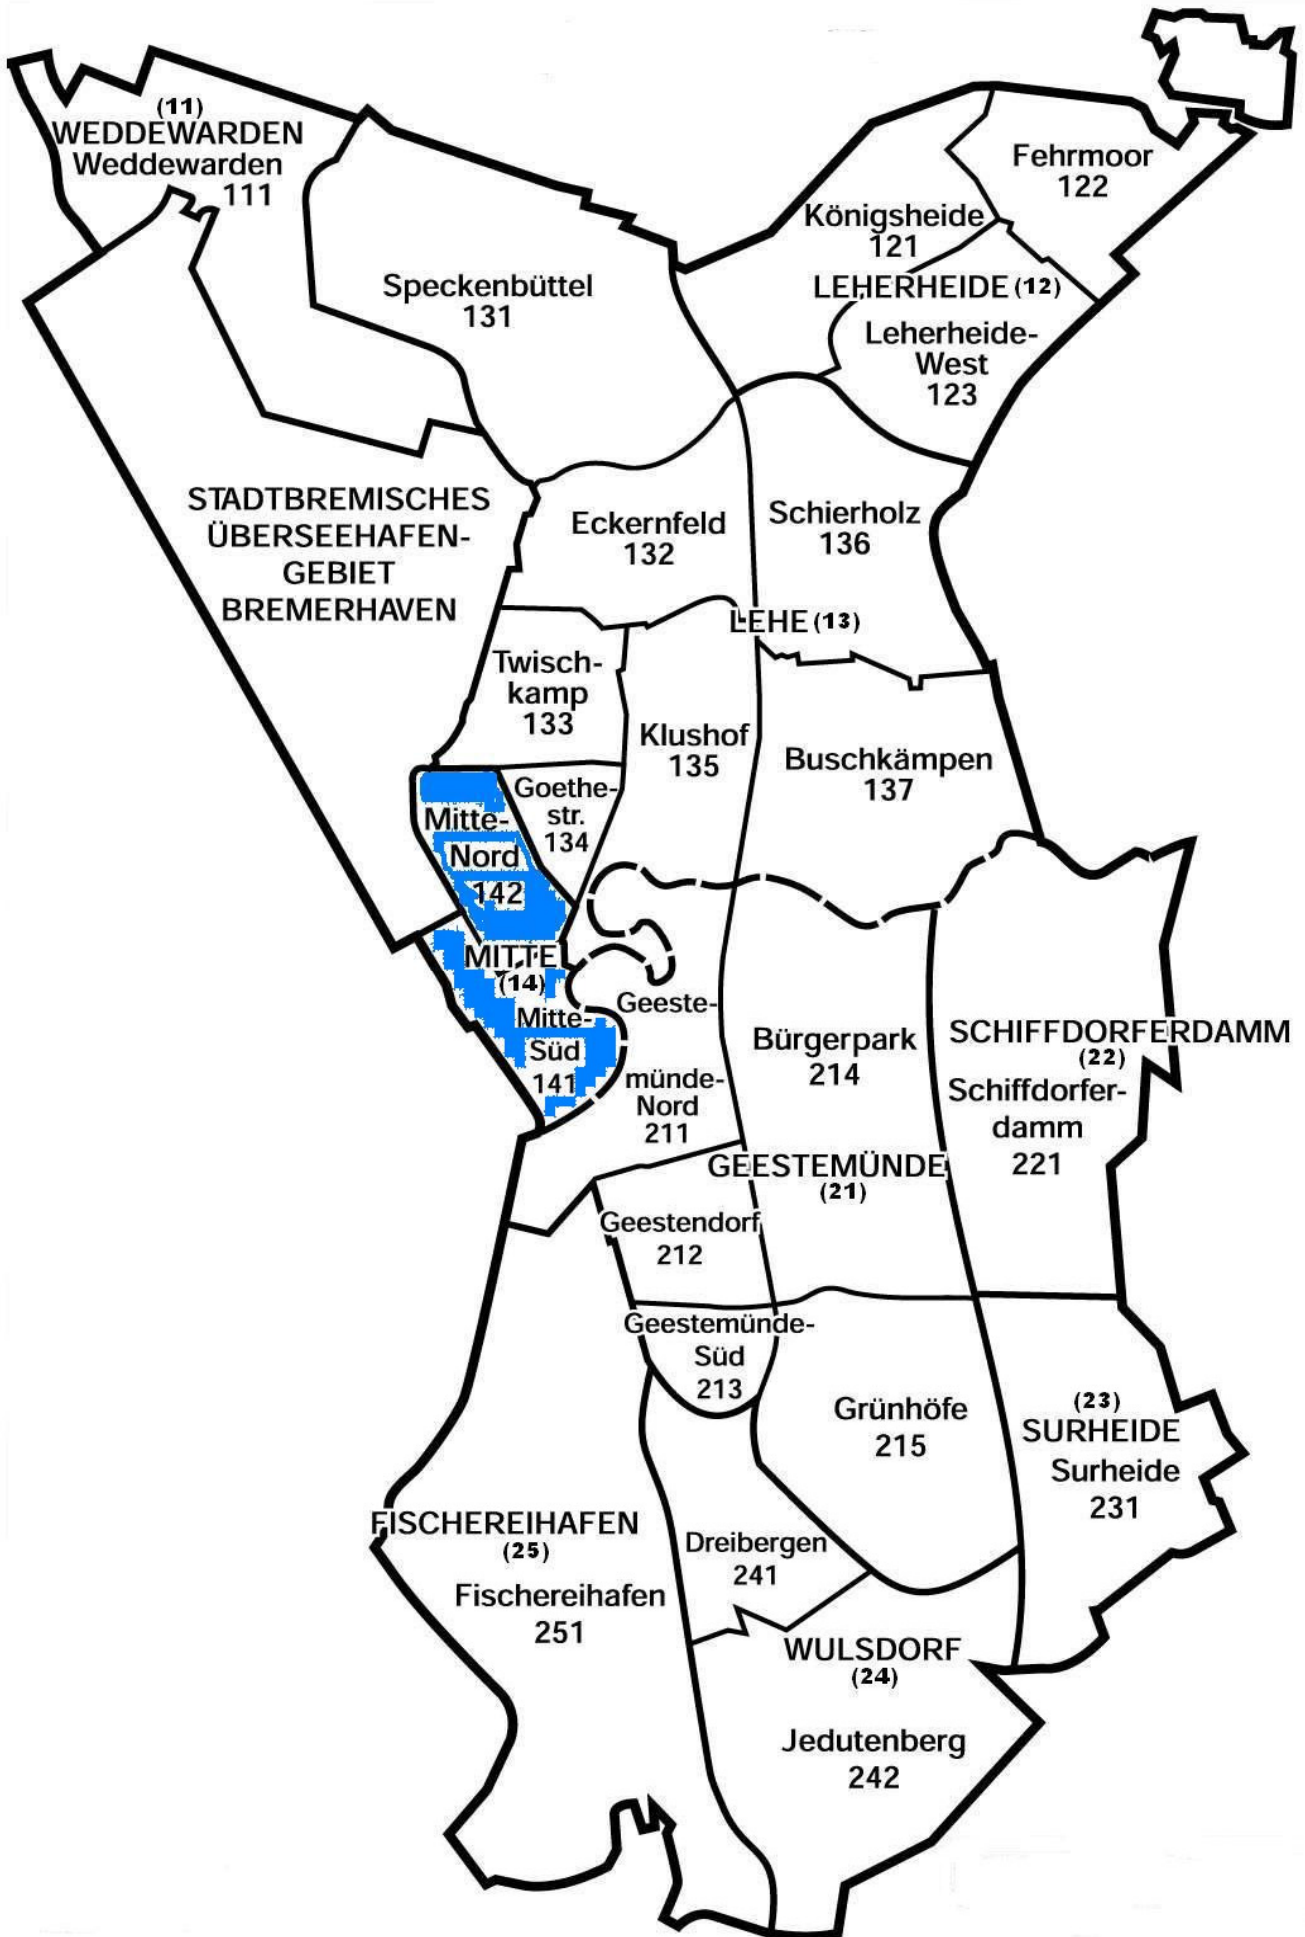 (11)
WEDDEWARDEN
Weddewarden
111
Fehrmoor
122
Königsheide
121
LEHERHEIDE (12)
Leherheide-
West
123
Speckenbüttel
131
STADTBREMISCHES
ÜBERSEEHAFEN-
GEBIET
BREMERHAVEN
Eckernfeld
132
Schierholz
136
LEHE (13)
Twisch-
kamp
133
Klushof
135
Buschkämpen
137
Goethe-
str.
134
Mitte-
Nord
142
MITTE
(14)
Mitte-
Süd
141
Geeste-
münde-
Nord
211
Bürgerpark
214
SCHIFFDORFERDAMM
(22)
Schiffdorfer-
damm
221
GEESTEMÜNDE
(21)
Geestendorf
212
Geestemünde-
Süd
213
Grünhöfe
215
(23)
SURHEIDE
Surheide
231
FISCHEREIHAFEN
(25)
Fischereihafen
251
Dreibergen
241
WULSDORF
(24)
Jedutenberg
242